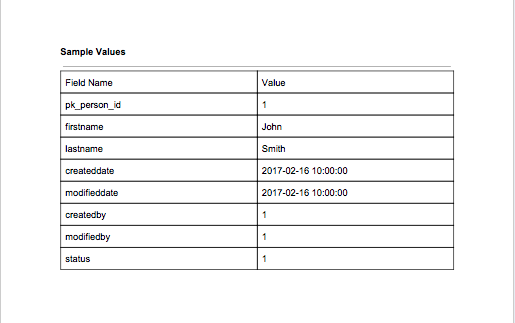 Sample Values
Field Name Value
pk_person_id 1
firstname John
lastname Smith
createddate 2017-02-16 10:00:00
modifieddate 2017-02-16 10:00:00
createdby 1
modifiedby 1
status 1